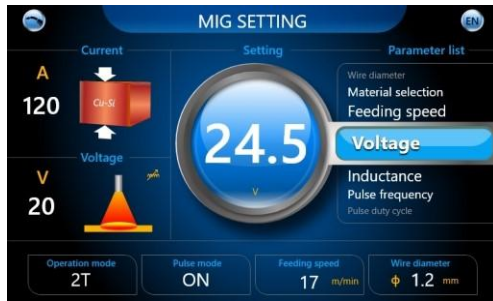 MIG SETTING
EN
Current
A
120
Cu-Si
Voltage
V
20
Setting
24.5
V
Parameter list
Wire diameter
Material selection
Feeding speed
Voltage
Inductance
Pulse frequency
Pulse duty cycle
Operation mode
2T
Pulse mode
ON
Feeding speed
17 m/min
Wire diameter
ϕ 1.2 mm